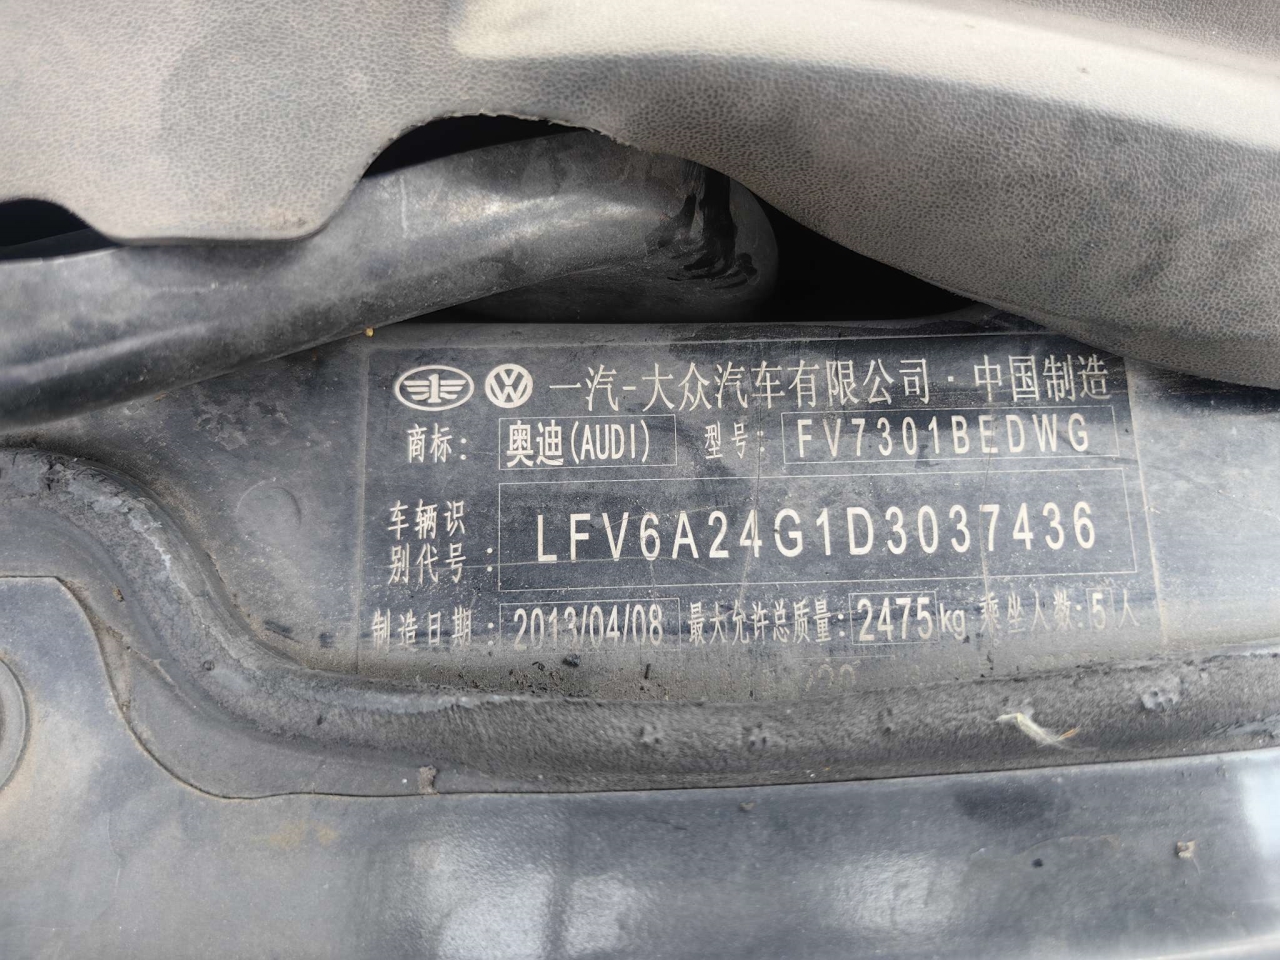 一汽-大众汽车有限公司·中国制造
商标: 奥迪(AUDI) 型号: FV7301BEDWG
车辆识别代号: LFV6A24G1D3037436
制造日期: 2013/04/08 最大允许总质量: 2475kg 乘坐人数: 5人